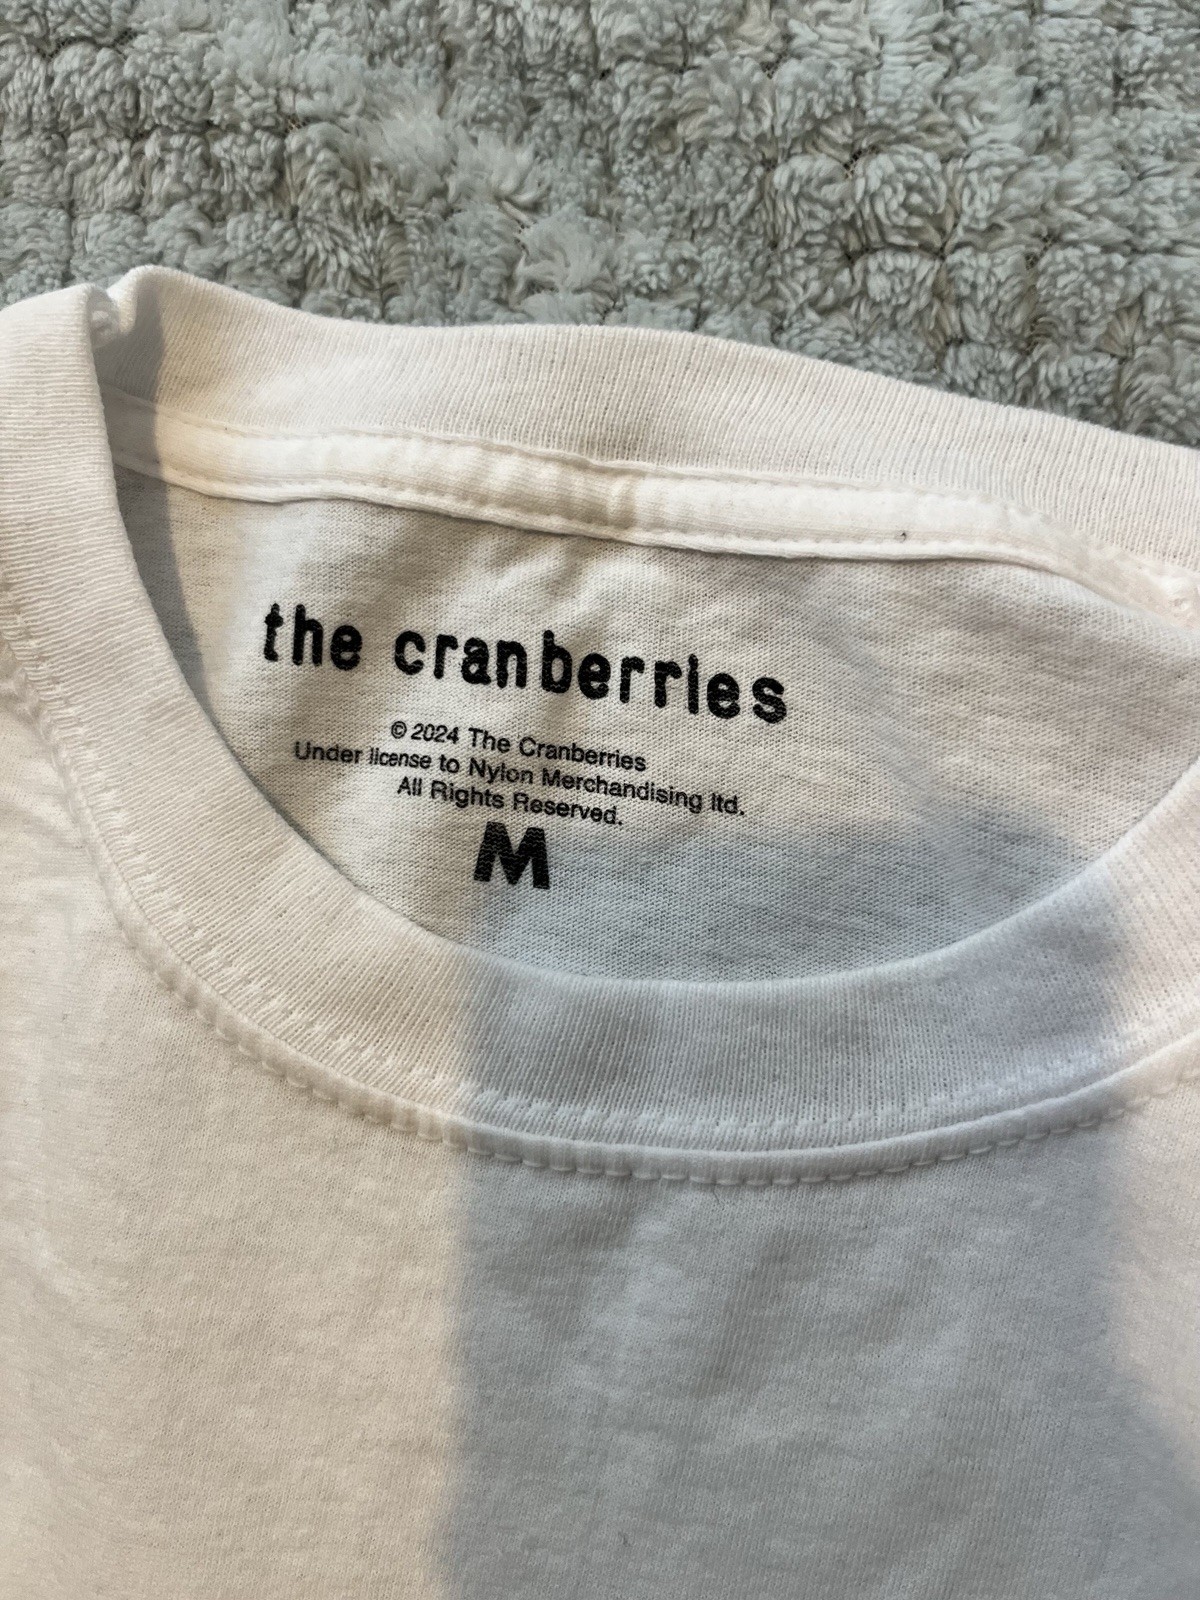 the cranberries
© 2024 The Cranberries
Under license to Nylon Merchandising ltd.
All Rights Reserved.
M